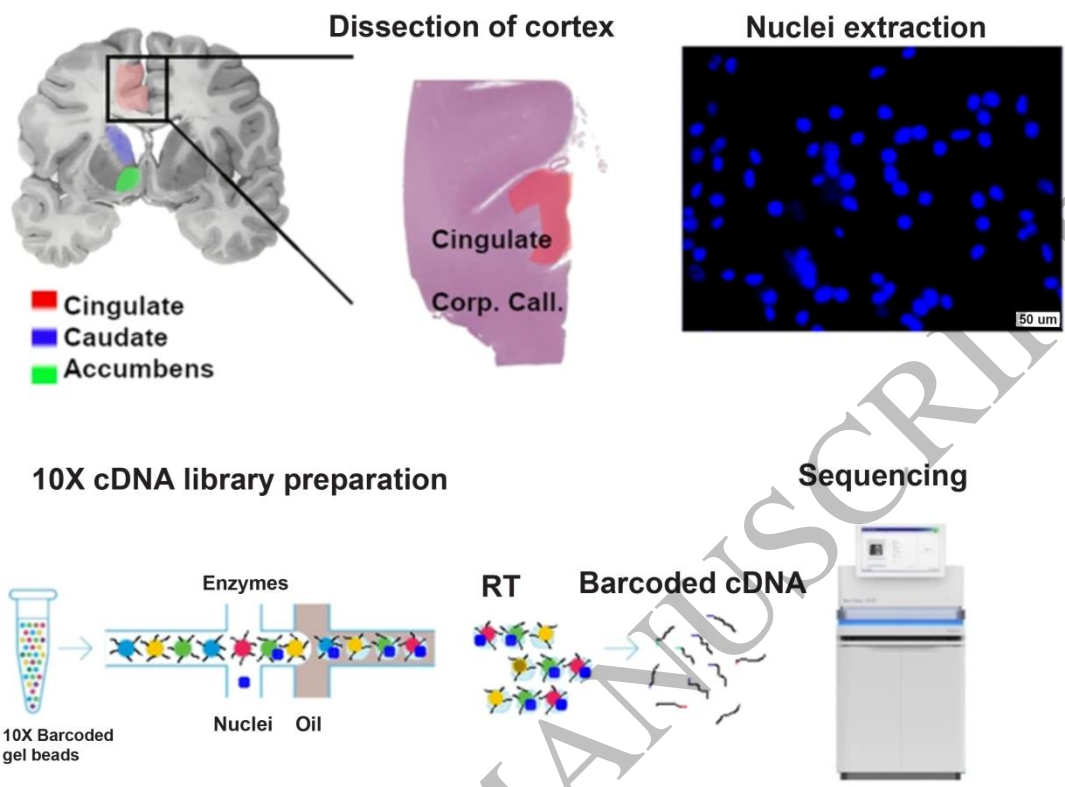 Dissection of cortex
Nuclei extraction
Cingulate
Corp. Call.
50 um
Cingulate
Caudate
Accumbens
10X cDNA library preparation
Sequencing
Enzymes
RT
Barcoded cDNA
Nuclei
Oil
10X Barcoded
gel beads